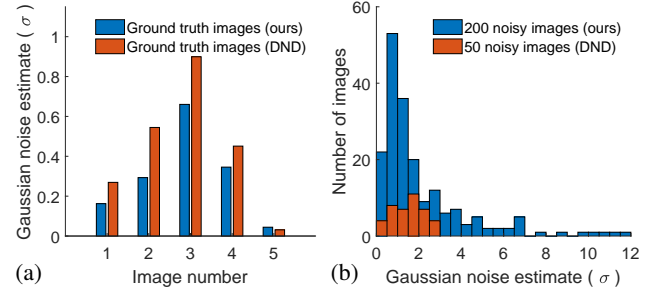 Gaussian noise estimate ( σ )
1
0.8
0.6
0.4
0.2
0
Ground truth images (ours)
Ground truth images (DND)
1 2 3 4 5
Image number
(a)
Number of images
60
40
20
0
200 noisy images (ours)
50 noisy images (DND)
0 2 4 6 8 10 12
Gaussian noise estimate ( σ )
(b)